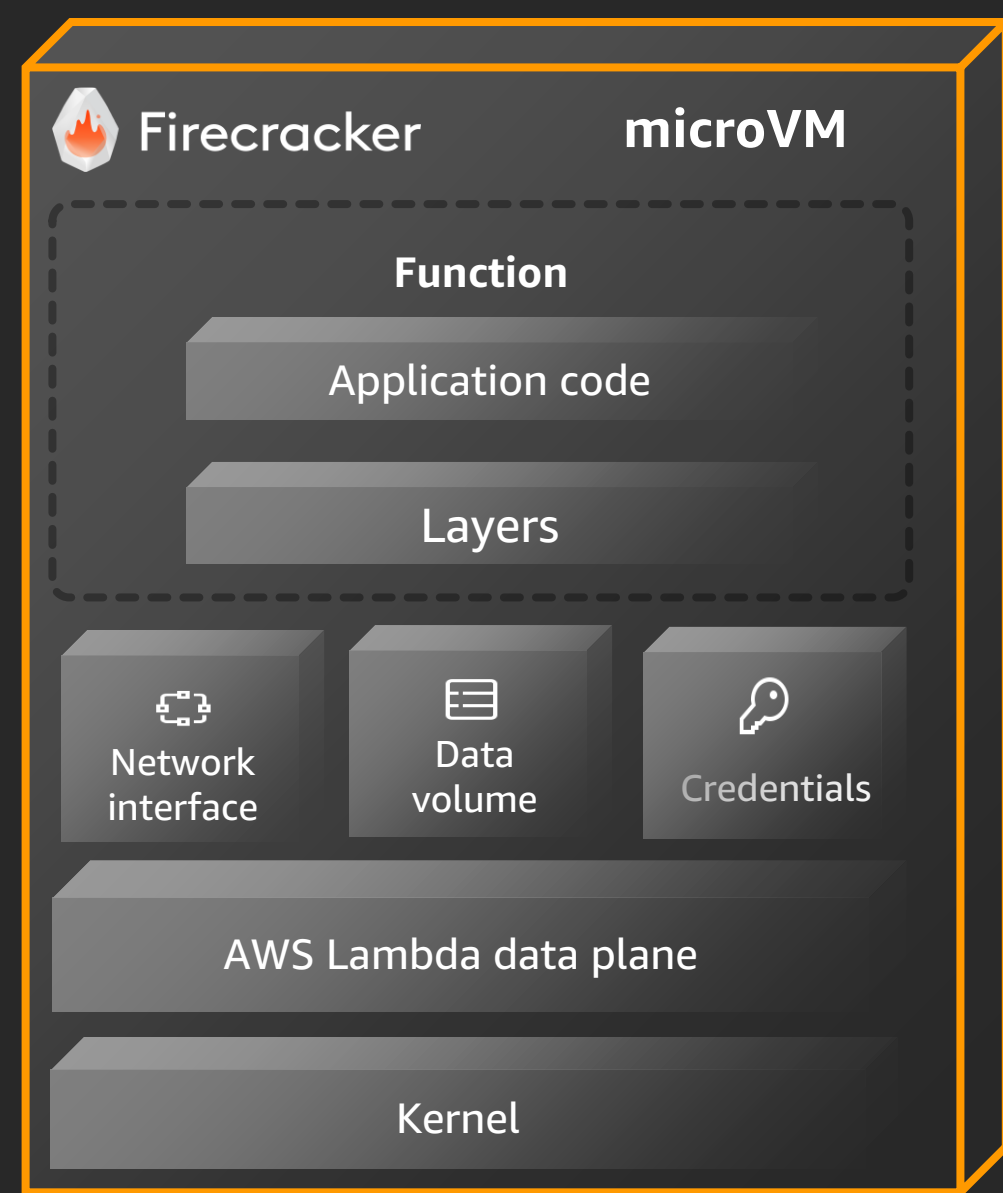 Firecracker microVM
Function
Application code
Layers
Network
interface
Data
volume
Credentials
AWS Lambda data plane
Kernel